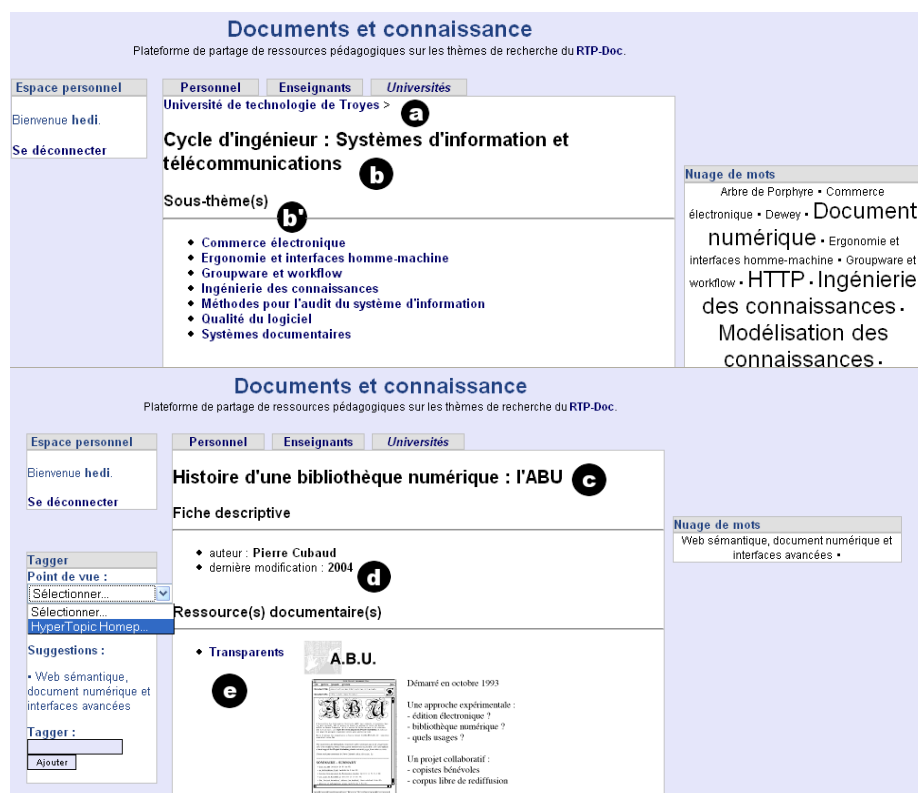 Documents et connaissance
Plateforme de partage de ressources pédagogiques sur les thèmes de recherche du RTP-Doc.
Espace personnel
Bienvenue hedi.
Se déconnecter
Personnel Enseignants Universités
Université de technologie de Troyes >
a
Cycle d'ingénieur : Systèmes d'information et
télécommunications
b
Sous-thème(s)
b'
• Commerce électronique
• Ergonomie et interfaces homme-machine
• Groupware et workflow
• Ingénierie des connaissances
• Méthodes pour l'audit du système d'information
• Qualité du logiciel
• Systèmes documentaires
Nuage de mots
Arbre de Porphyre • Commerce
électronique • Dewey • Document
numérique • Ergonomie et
interfaces homme-machine • Groupware et
workflow • HTTP • Ingénierie
des connaissances •
Modélisation des
connaissances •
Documents et connaissance
Plateforme de partage de ressources pédagogiques sur les thèmes de recherche du RTP-Doc.
Espace personnel
Bienvenue hedi.
Se déconnecter
Tagger
Point de vue :
Sélectionner...
Sélectionner...
HyperTopic Homep...
Suggestions :
• Web sémantique,
document numérique et
interfaces avancées
Tagger :
Ajouter
Personnel Enseignants Universités
Histoire d'une bibliothèque numérique : l'ABU
c
Fiche descriptive
• auteur : Pierre Cubaud
• dernière modification : 2004
d
Ressource(s) documentaire(s)
• Transparents
e
A.B.U.
A B U
Démarré en octobre 1993
Une approche expérimentale :
- édition électronique ?
- bibliothèque numérique ?
- quels usages ?
Un projet collaboratif :
- copistes bénévoles
- corpus libre de rediffusion
Nuage de mots
Web sémantique, document numérique et
interfaces avancées •